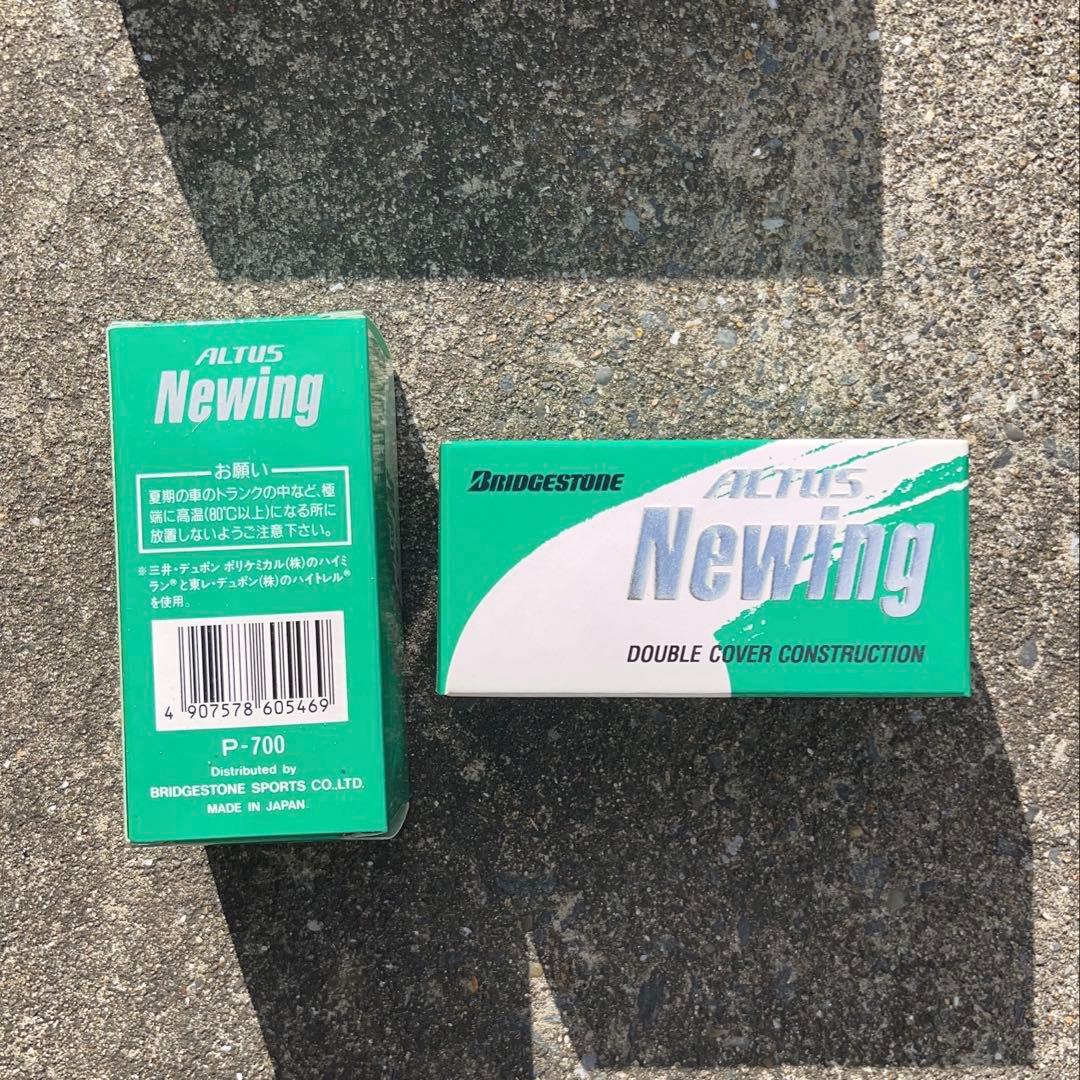 ALTUS
Newing
お願い
夏期の車のトランクの中など、極
端に高温(80℃以上)になる所に
放置しないようご注意下さい。
※三井・デュポン ポリケミカル(株)のハイミ
ラン®と東レ・デュポン(株)のハイトレル®
を使用。
4 907578 605469
P-700
Distributed by
BRIDGESTONE SPORTS CO.,LTD.
MADE IN JAPAN
BRIDGESTONE
ALTUS
Newing
DOUBLE COVER CONSTRUCTION